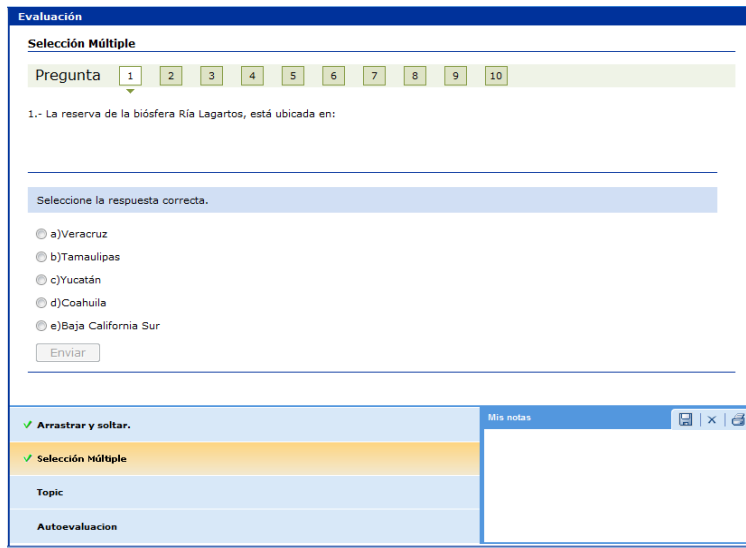 Evaluación
Selección Múltiple
Pregunta 1 2 3 4 5 6 7 8 9 10
1.- La reserva de la biósfera Ría Lagartos, está ubicada en:
Seleccione la respuesta correcta.
a)Veracruz
b)Tamaulipas
c)Yucatán
d)Coahuila
e)Baja California Sur
Enviar
Arrastrar y soltar.
Mis notas
Selección Múltiple
Topic
Autoevaluacion